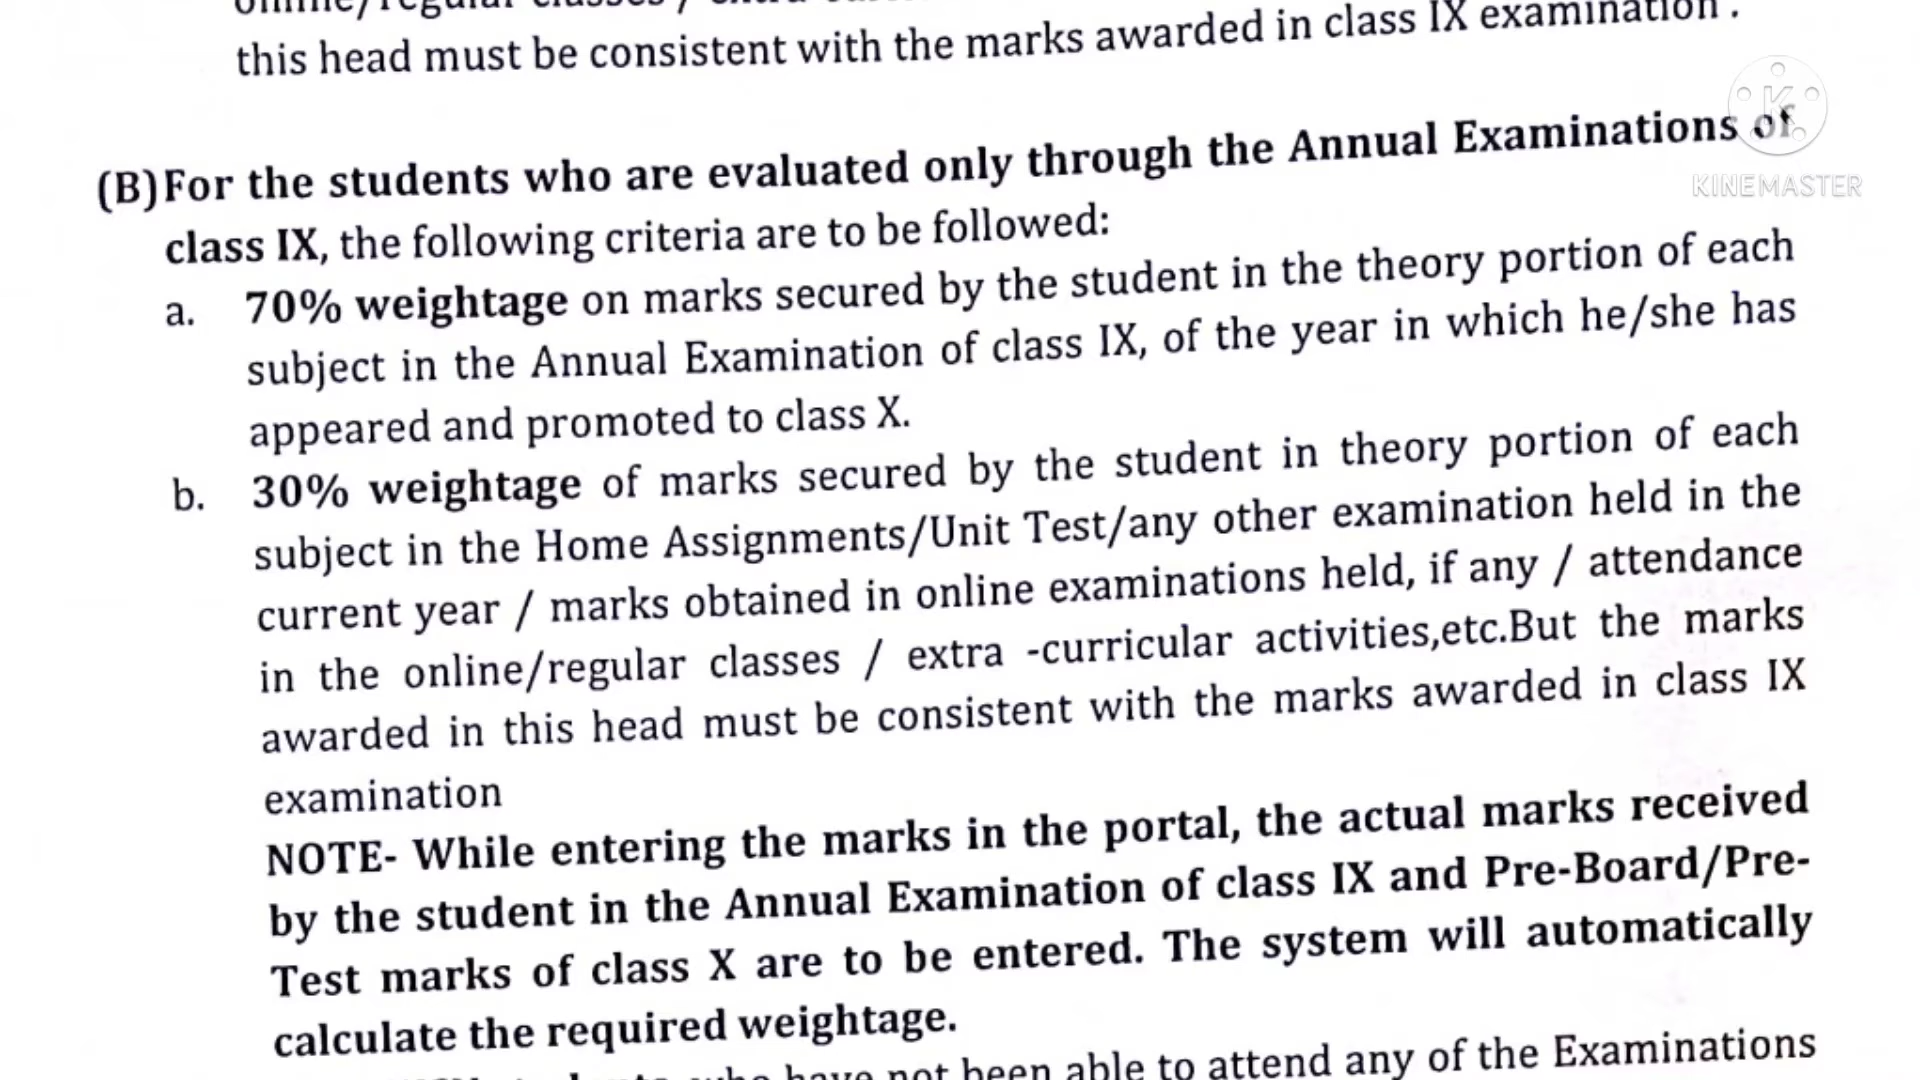 this head must be consistent with the marks awarded in class IX examination .
KINEMASTER
(B)For the students who are evaluated only through the Annual Examinations of
class IX, the following criteria are to be followed:
a. 70% weightage on marks secured by the student in the theory portion of each
subject in the Annual Examination of class IX, of the year in which he/she has
appeared and promoted to class X.
b. 30% weightage of marks secured by the student in theory portion of each
subject in the Home Assignments/Unit Test/any other examination held in the
current year / marks obtained in online examinations held, if any / attendance
in the online/regular classes / extra -curricular activities,etc.But the marks
awarded in this head must be consistent with the marks awarded in class IX
examination
NOTE- While entering the marks in the portal, the actual marks received
by the student in the Annual Examination of class IX and Pre-Board/Pre-
Test marks of class X are to be entered. The system will automatically
calculate the required weightage.
who have not been able to attend any of the Examinations